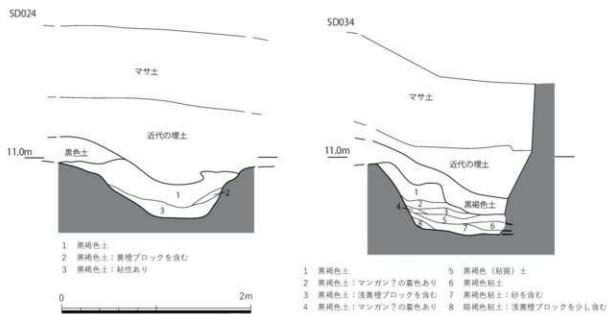 SD024
マサ土
近代の埋土
黒色土
11.0m
1
2
3
1 黒褐色土
2 黒褐色土：黄橙ブロックを含む
3 黒褐色土：粘性あり
0
2m
SD034
マサ土
11.0m
近代の埋土
黒褐色土
1
2
3
4
5
6
7
8
1 黒褐色土
2 黒褐色土：マンガン？の着色あり
3 黒褐色土：浅黄橙ブロックを含む
4 黒褐色土：マンガン？の着色あり
5 黒褐色（粘質）土
6 黒褐色粘土
7 黒褐色粘土：砂を含む
8 暗褐色粘土：浅黄橙ブロックを少し含む